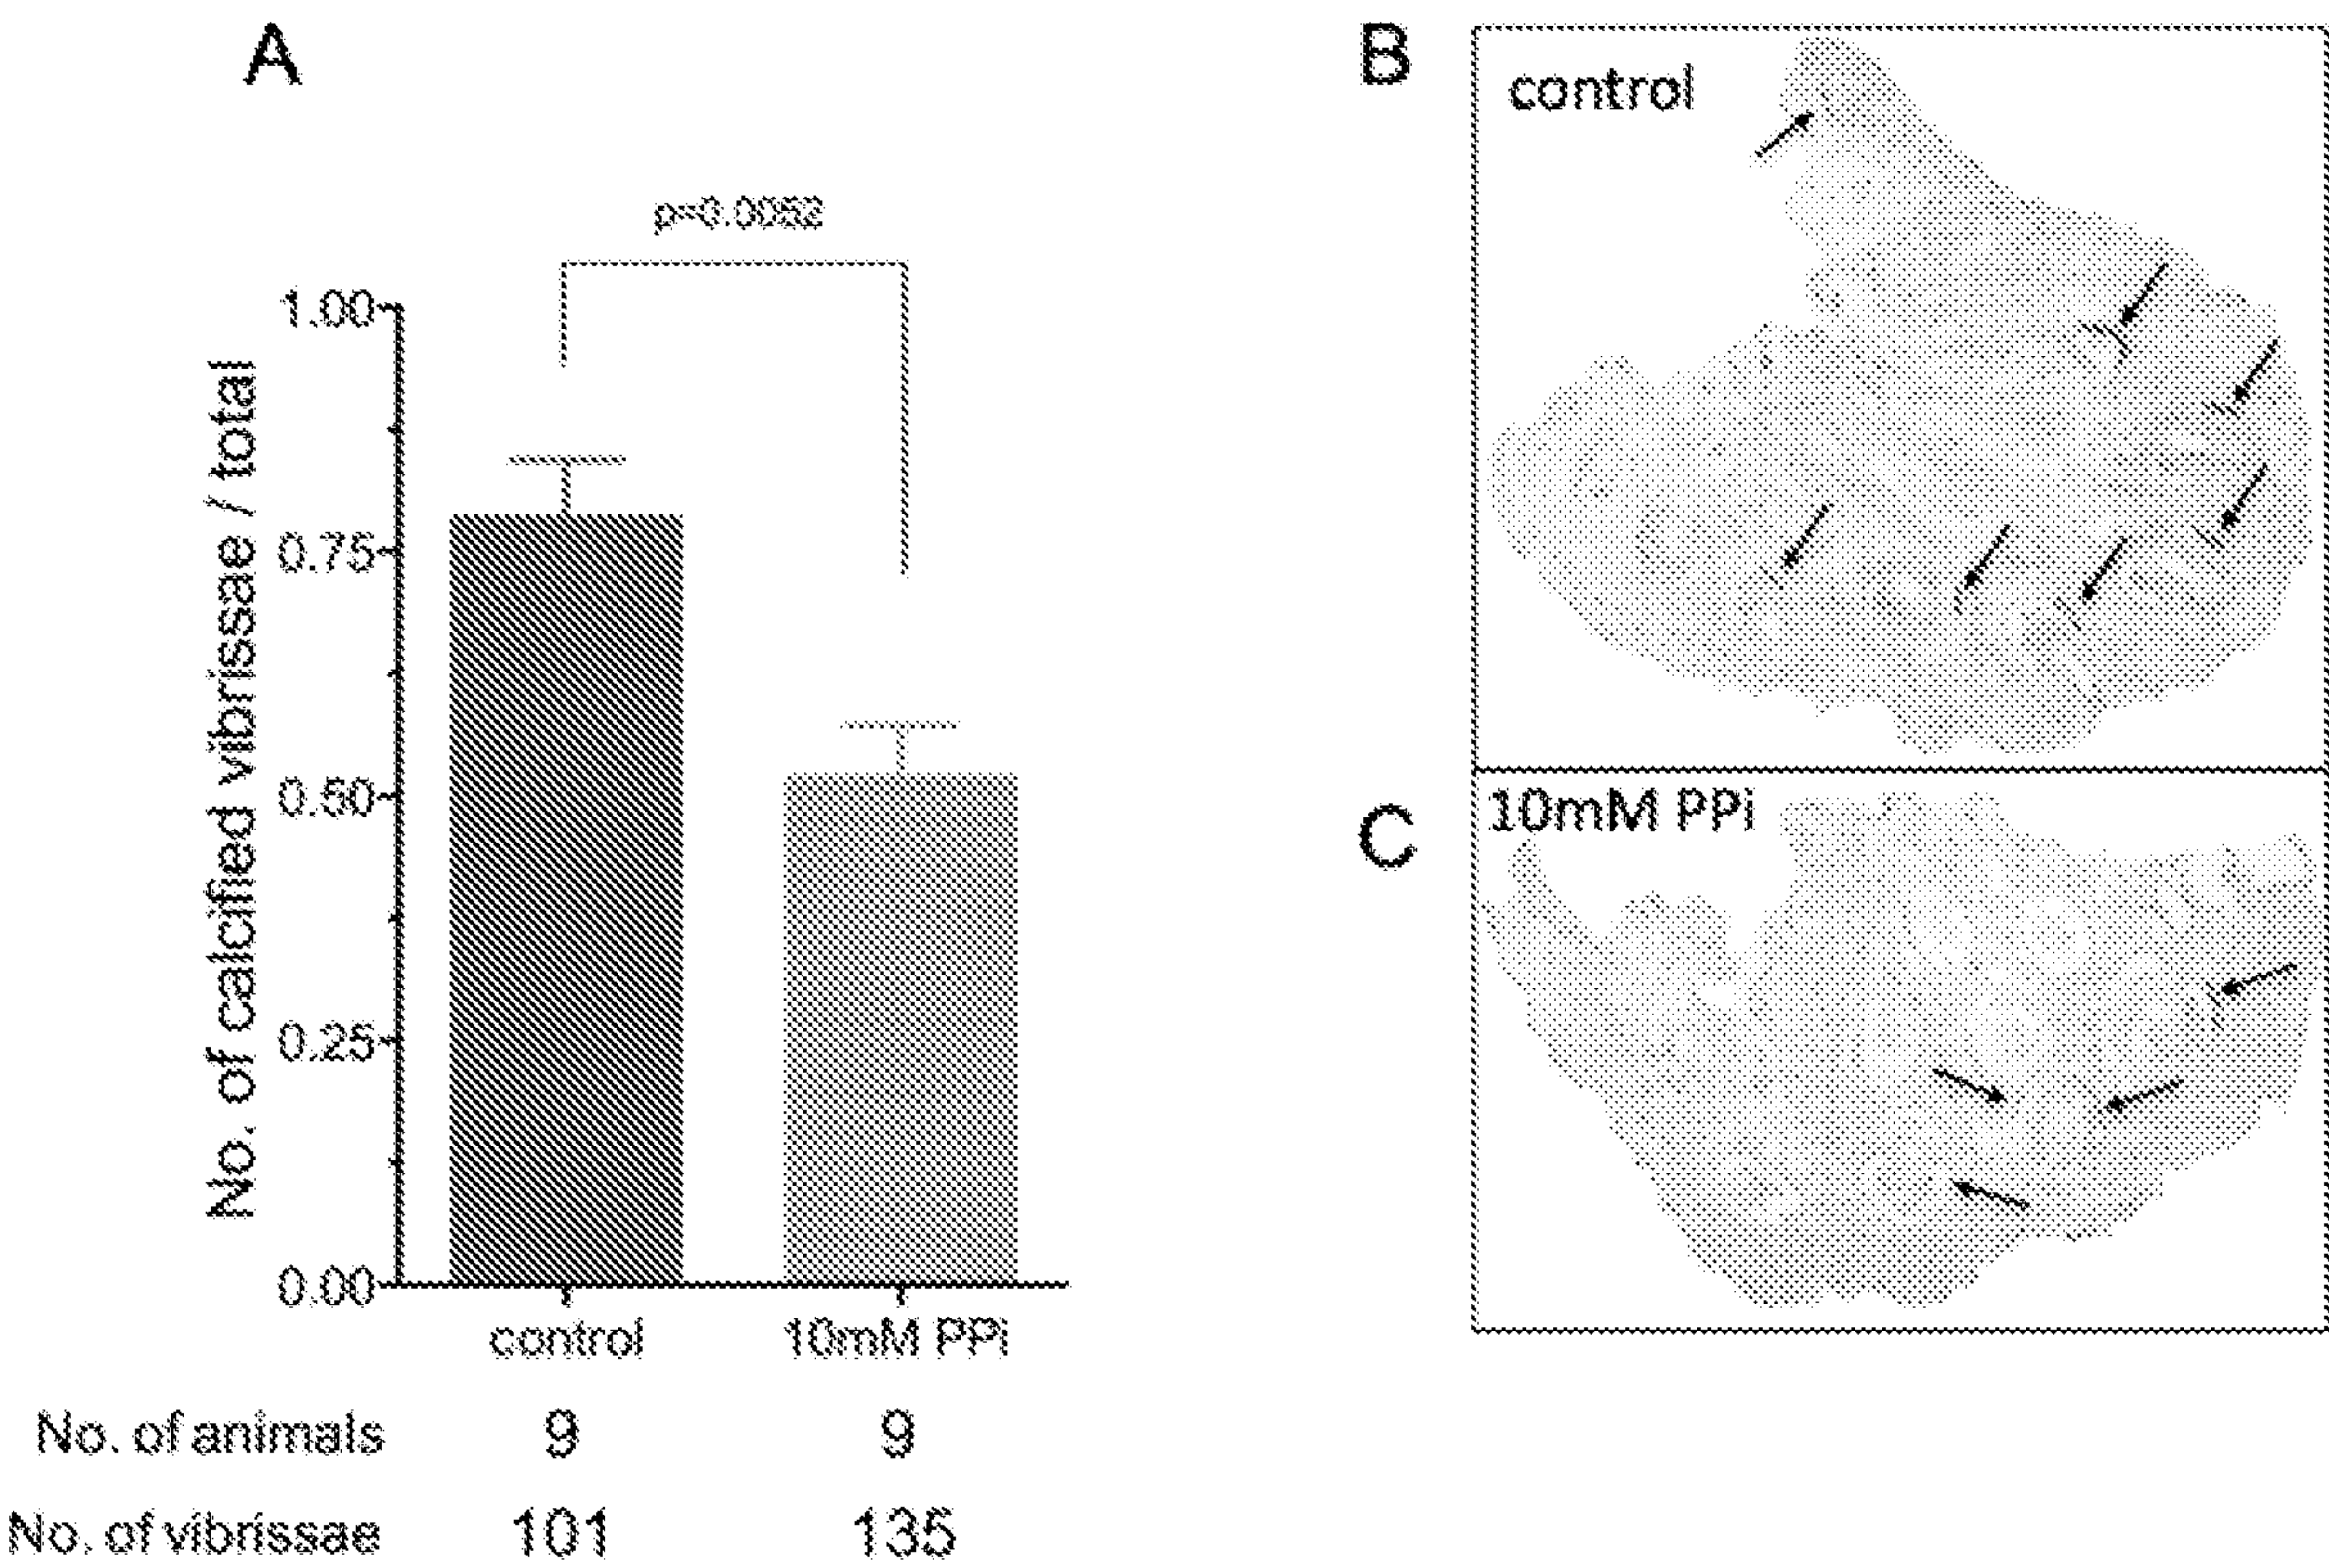 A
p=0.0052
1.00
0.75
0.50
0.25
0.00
No. of calcified vibrissae / total
control
10mM PPi
No. of animals 9 9
No. of vibrissae 101 135
B
control
C
10mM PPi